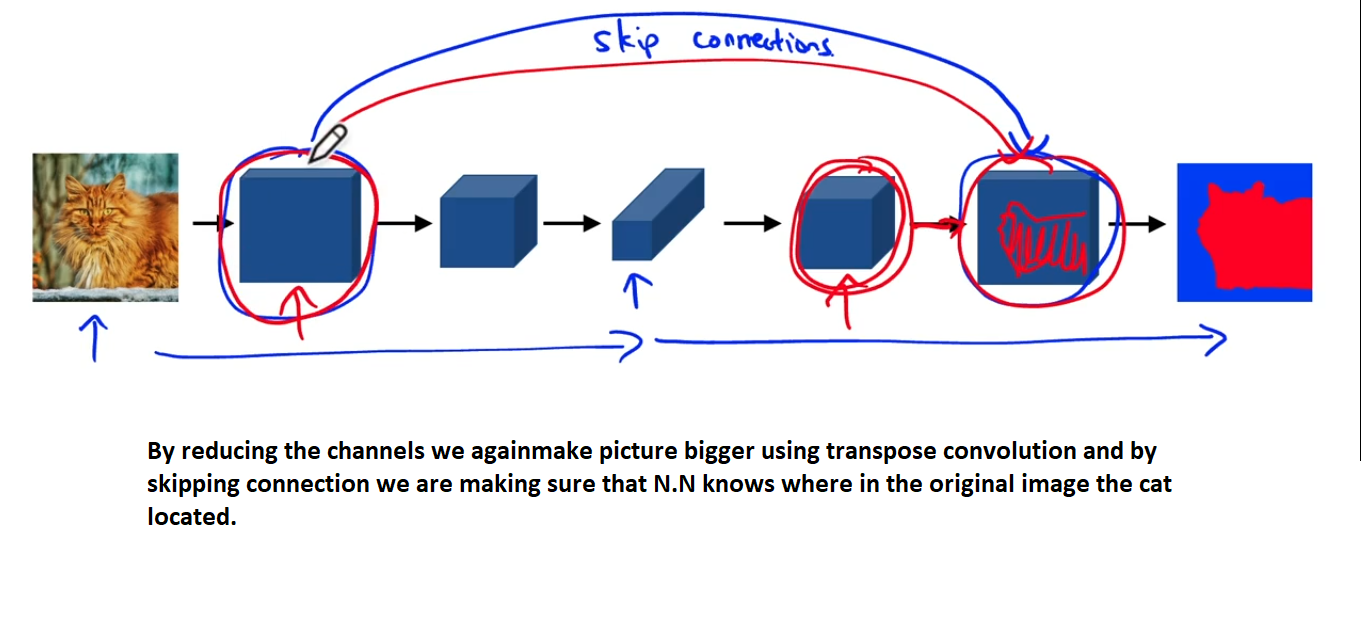 skip connections
By reducing the channels we againmake picture bigger using transpose convolution and by
skipping connection we are making sure that N.N knows where in the original image the cat
located.